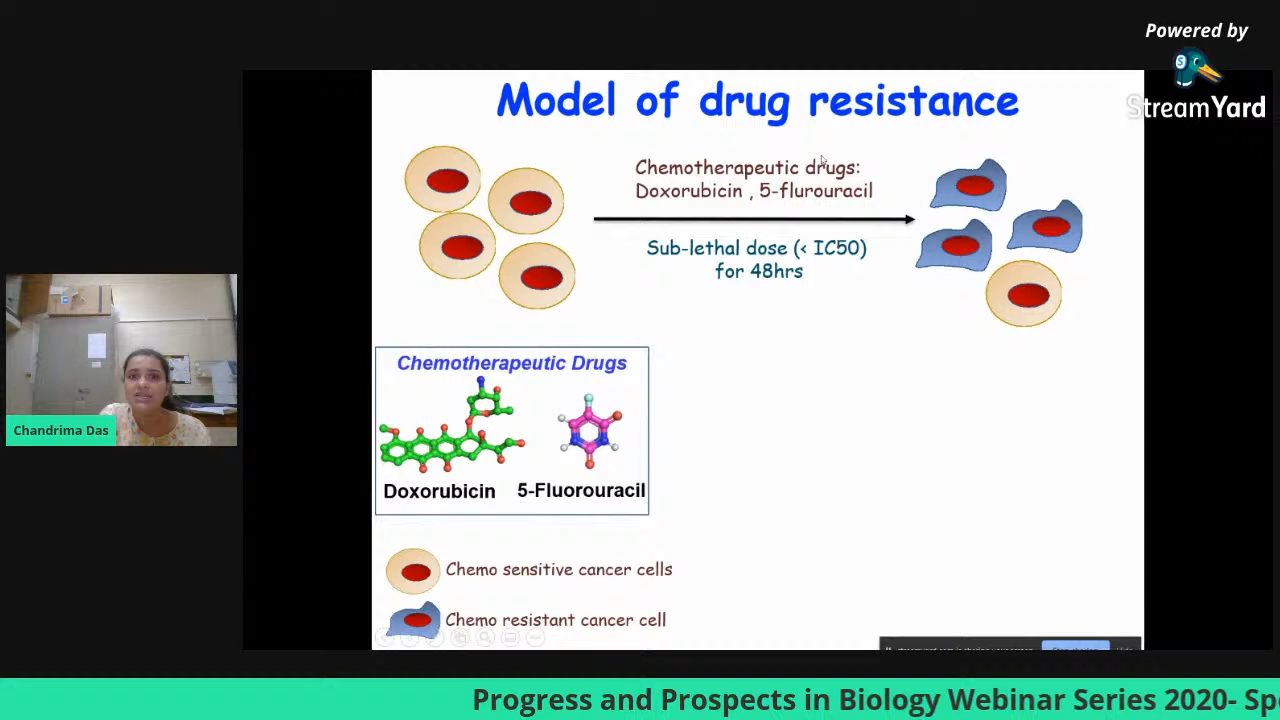 Powered by
StreamYard
Model of drug resistance
Chemotherapeutic drugs:
Doxorubicin , 5-flurouracil
Sub-lethal dose (< IC50)
for 48hrs
Chemotherapeutic Drugs
Doxorubicin
5-Fluorouracil
Chandrima Das
Chemo sensitive cancer cells
Chemo resistant cancer cell
Progress and Prospects in Biology Webinar Series 2020- Sp